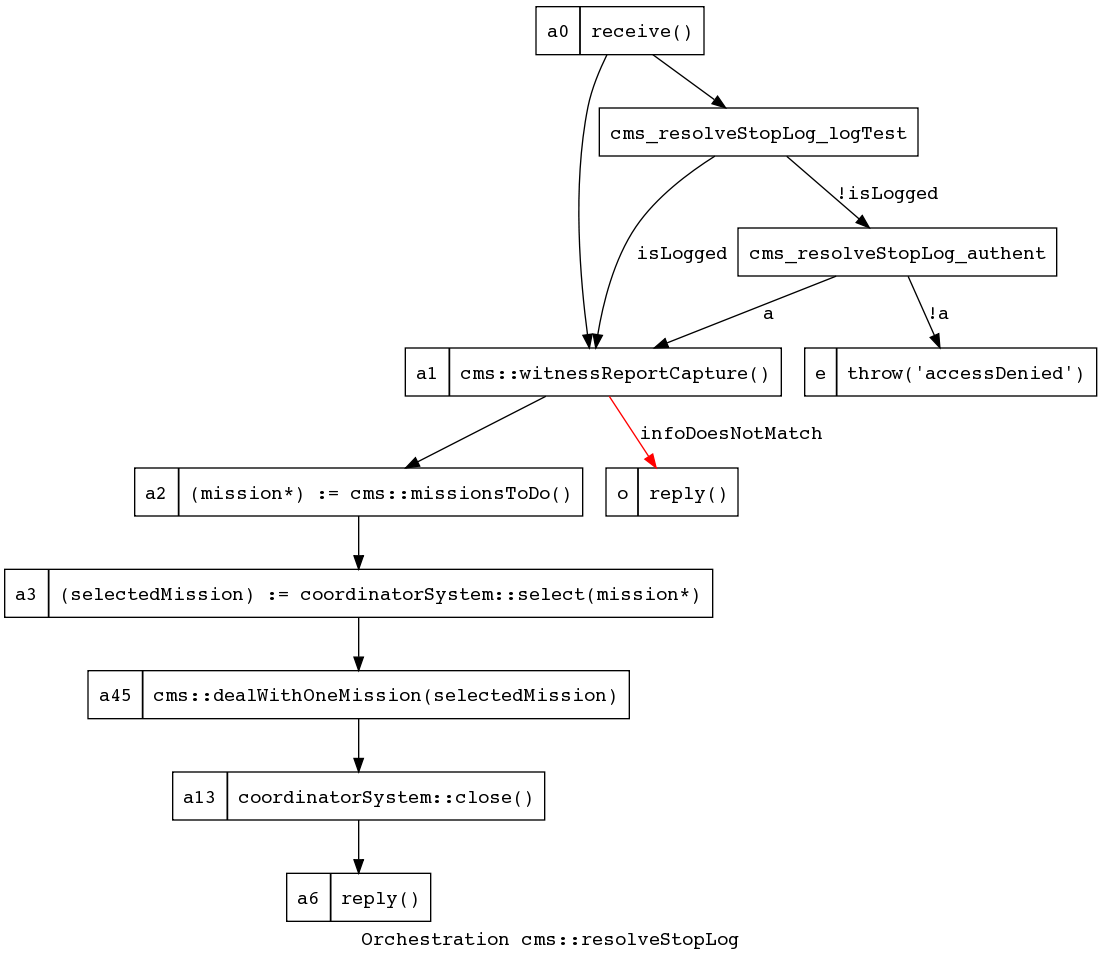 a0 receive()
cms_resolveStopLog_logTest
!isLogged
isLogged
cms_resolveStopLog_authent
a
!a
a1 cms::witnessReportCapture()
e throw('accessDenied')
infoDoesNotMatch
a2 (mission*) := cms::missionsToDo()
o reply()
a3 (selectedMission) := coordinatorSystem::select(mission*)
a45 cms::dealWithOneMission(selectedMission)
a13 coordinatorSystem::close()
a6 reply()
Orchestration cms::resolveStopLog